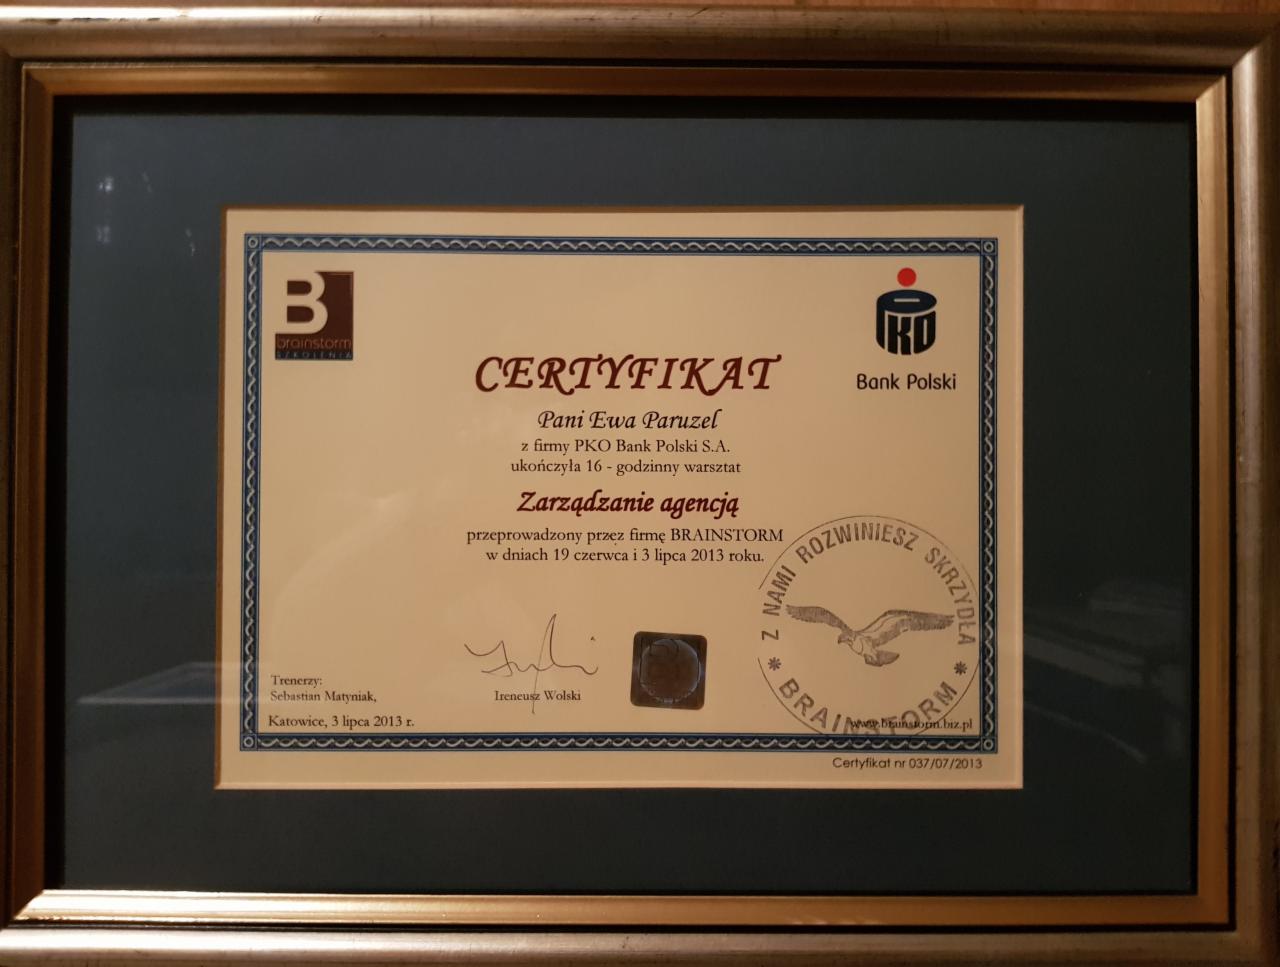 B
brainstorm
SZKOLENIA
PKO
Bank Polski
CERTYFIKAT
Pani Ewa Paruzel
z firmy PKO Bank Polski S.A.
ukończyła 16 - godzinny warsztat
Zarządzanie agencją
przeprowadzony przez firmę BRAINSTORM
w dniach 19 czerwca i 3 lipca 2013 roku.
Z NAMI ROZWINIESZ SKRZYDŁA
* BRAINSTORM *
Trenerzy:
Sebastian Matyniak,
Ireneusz Wolski
Katowice, 3 lipca 2013 r.
www.brainstorm.biz.pl
Certyfikat nr 037/07/2013